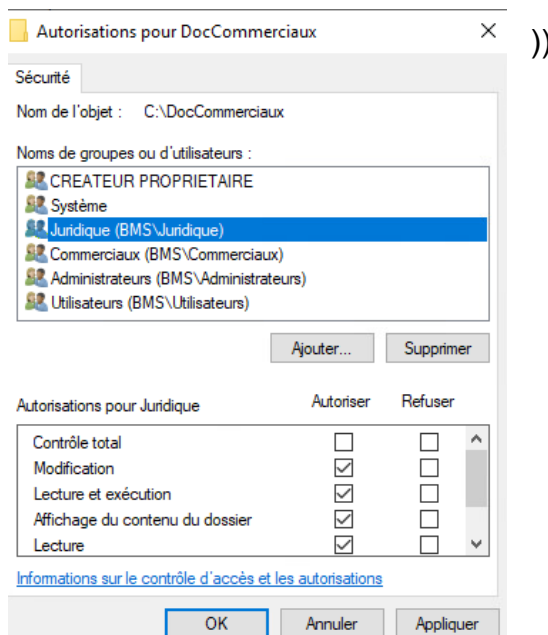 Autorisations pour DocCommerciaux
))
Sécurité
Nom de l'objet : C:\DocCommerciaux
Noms de groupes ou d'utilisateurs :
CREATEUR PROPRIETAIRE
Système
Juridique (BMS\Juridique)
Commerciaux (BMS\Commerciaux)
Administrateurs (BMS\Administrateurs)
Utilisateurs (BMS\Utilisateurs)
Ajouter... Supprimer
Autorisations pour Juridique Autoriser Refuser
Contrôle total
Modification
Lecture et exécution
Affichage du contenu du dossier
Lecture
Informations sur le contrôle d'accès et les autorisations
OK Annuler Appliquer